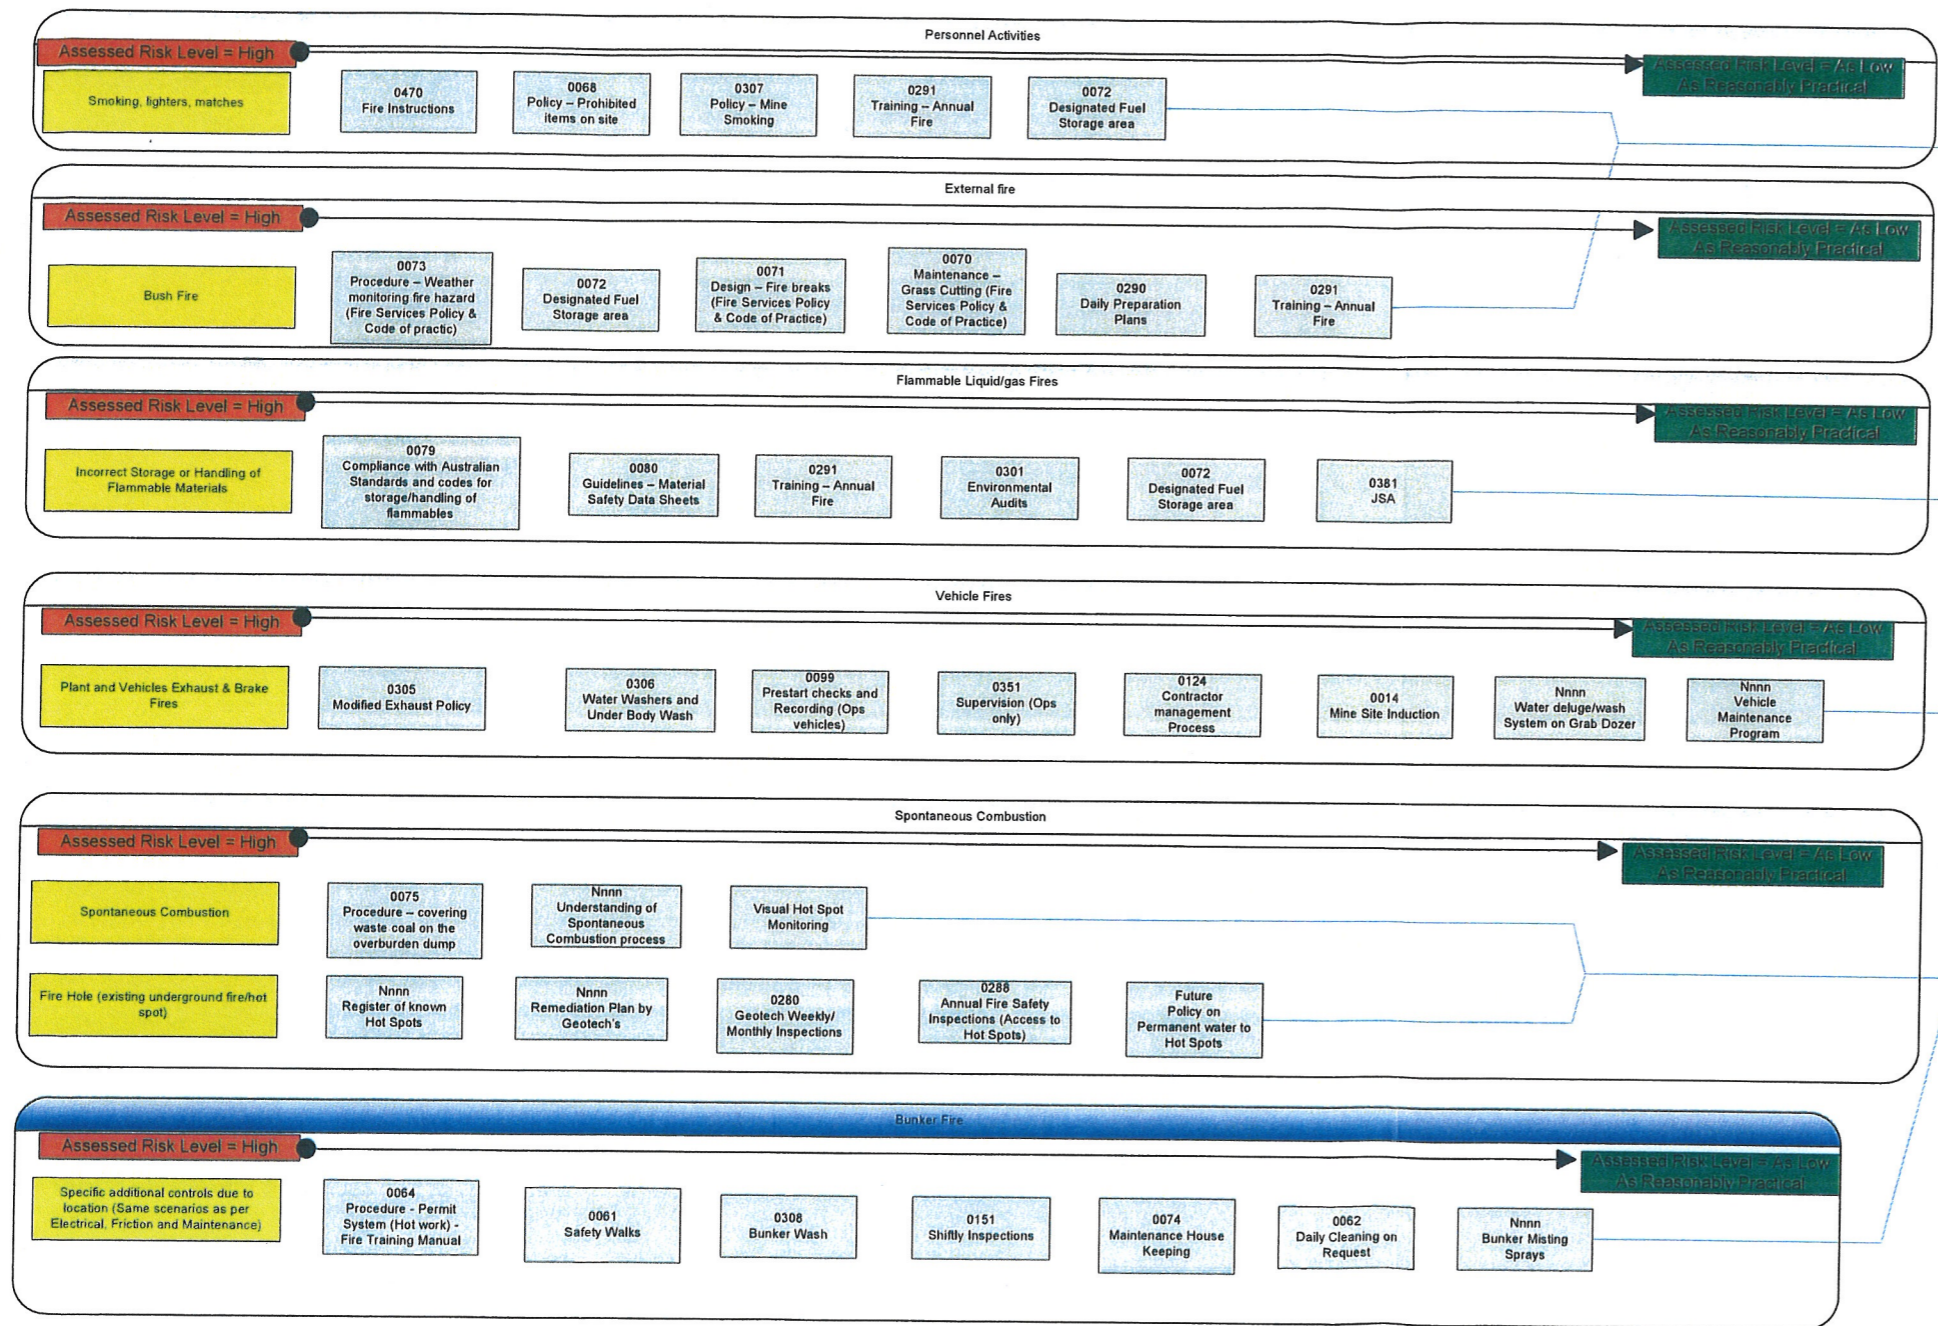 Personnel Activities
Assessed Risk Level = High
Assessed Risk Level = As Low
As Reasonably Practical
Smoking, lighters, matches
0470
Fire Instructions
0068
Policy – Prohibited
items on site
0307
Policy – Mine
Smoking
0291
Training – Annual
Fire
0072
Designated Fuel
Storage area
External fire
Assessed Risk Level = High
Assessed Risk Level = As Low
As Reasonably Practical
Bush Fire
0073
Procedure – Weather
monitoring fire hazard
(Fire Services Policy &
Code of practic)
0072
Designated Fuel
Storage area
0071
Design – Fire breaks
(Fire Services Policy
& Code of Practice)
0070
Maintenance –
Grass Cutting (Fire
Services Policy &
Code of Practice)
0290
Daily Preparation
Plans
0291
Training – Annual
Fire
Flammable Liquid/gas Fires
Assessed Risk Level = High
Assessed Risk Level = As Low
As Reasonably Practical
Incorrect Storage or Handling of
Flammable Materials
0079
Compliance with Australian
Standards and codes for
storage/handling of
flammables
0080
Guidelines – Material
Safety Data Sheets
0291
Training – Annual
Fire
0301
Environmental
Audits
0072
Designated Fuel
Storage area
0381
JSA
Vehicle Fires
Assessed Risk Level = High
Assessed Risk Level = As Low
As Reasonably Practical
Plant and Vehicles Exhaust & Brake
Fires
0305
Modified Exhaust Policy
0306
Water Washers and
Under Body Wash
0099
Prestart checks and
Recording (Ops
vehicles)
0351
Supervision (Ops
only)
0124
Contractor
management
Process
0014
Mine Site Induction
Nnnn
Water deluge/wash
System on Grab Dozer
Nnnn
Vehicle
Maintenance
Program
Spontaneous Combustion
Assessed Risk Level = High
Assessed Risk Level = As Low
As Reasonably Practical
Spontaneous Combustion
0075
Procedure – covering
waste coal on the
overburden dump
Nnnn
Understanding of
Spontaneous
Combustion process
Visual Hot Spot
Monitoring
Fire Hole (existing underground fire/hot
spot)
Nnnn
Register of known
Hot Spots
Nnnn
Remediation Plan by
Geotech's
0280
Geotech Weekly/
Monthly Inspections
0288
Annual Fire Safety
Inspections (Access to
Hot Spots)
Future
Policy on
Permanent water to
Hot Spots
Bunker Fire
Assessed Risk Level = High
Assessed Risk Level = As Low
As Reasonably Practical
Specific additional controls due to
location (Same scenarios as per
Electrical, Friction and Maintenance)
0064
Procedure - Permit
System (Hot work) -
Fire Training Manual
0061
Safety Walks
0308
Bunker Wash
0151
Shiftly Inspections
0074
Maintenance House
Keeping
0062
Daily Cleaning on
Request
Nnnn
Bunker Misting
Sprays